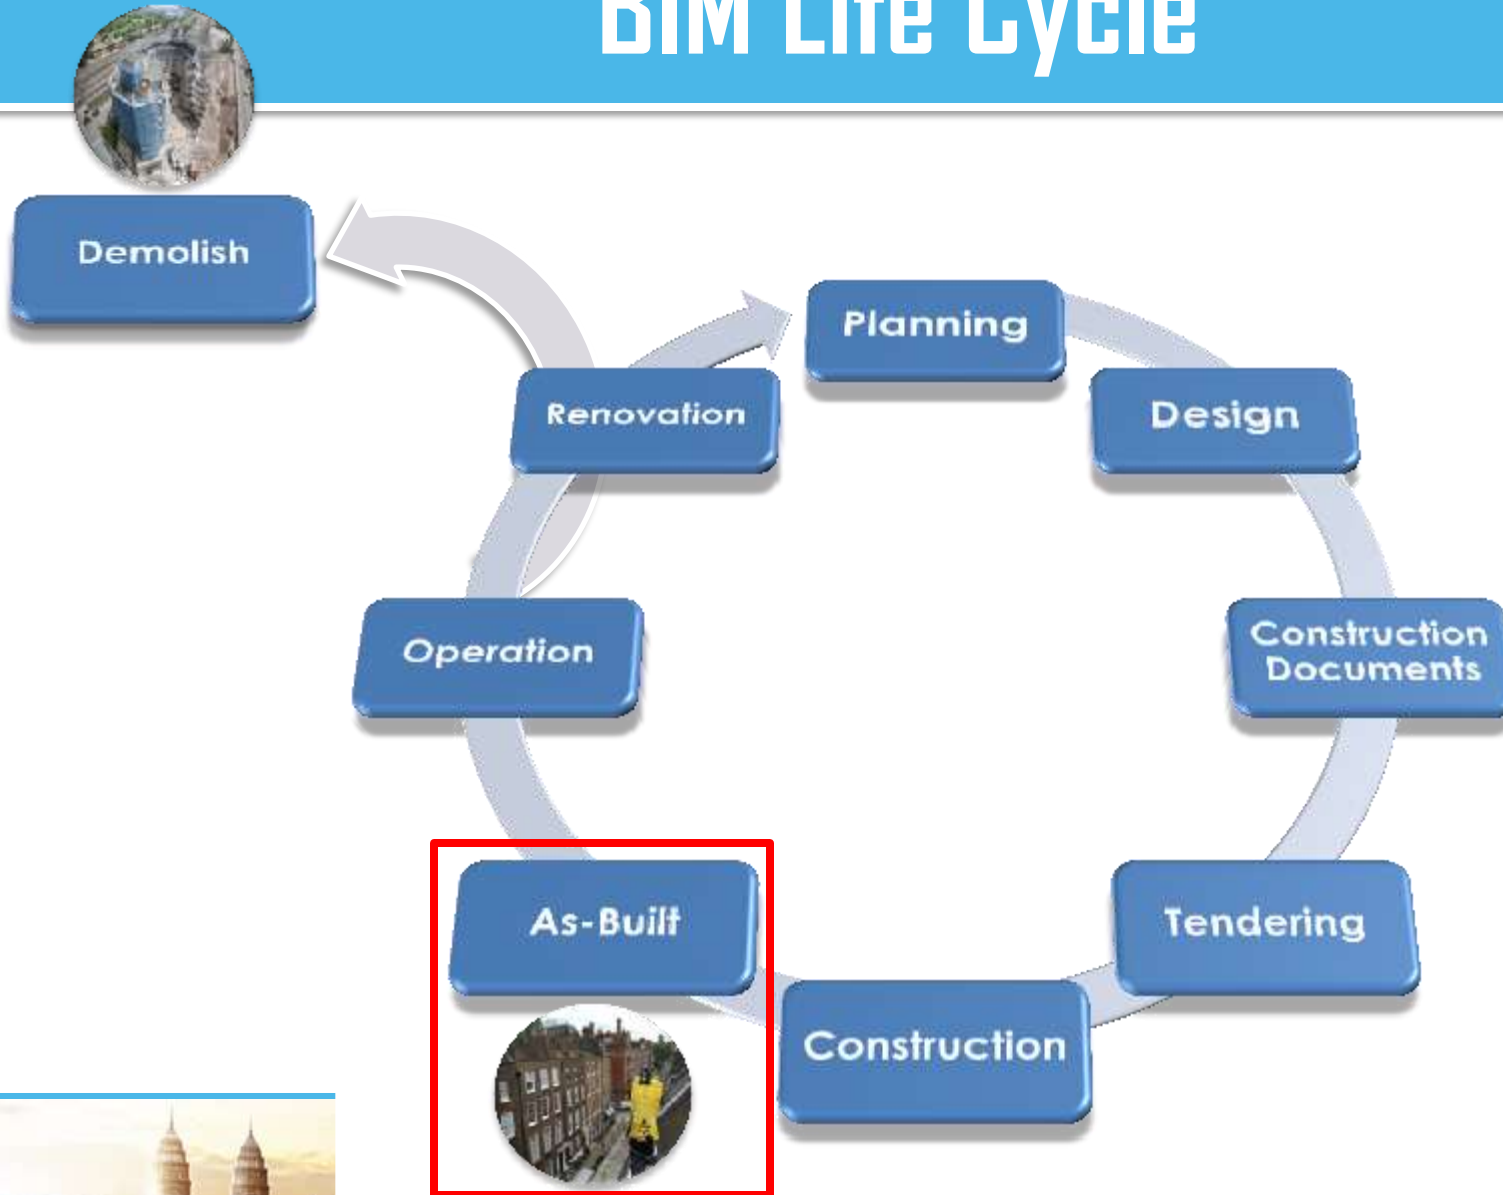 BIM Life Cycle
Demolish
Planning
Renovation
Design
Operation
Construction
Documents
As-Built
Tendering
Construction